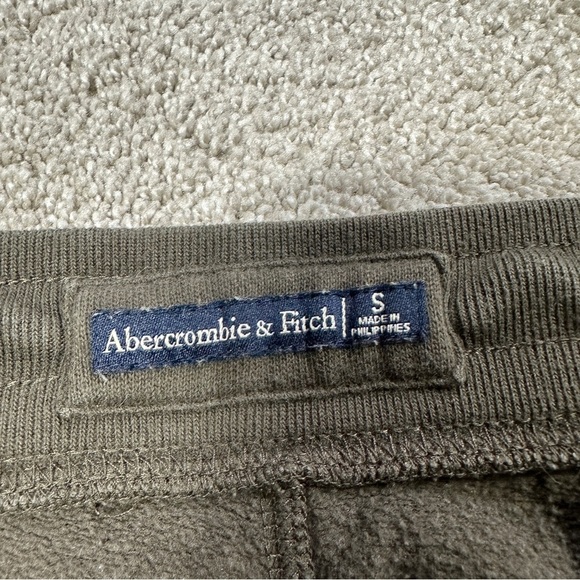 Abercrombie & Fitch
S
MADE IN
PHILIPPINES